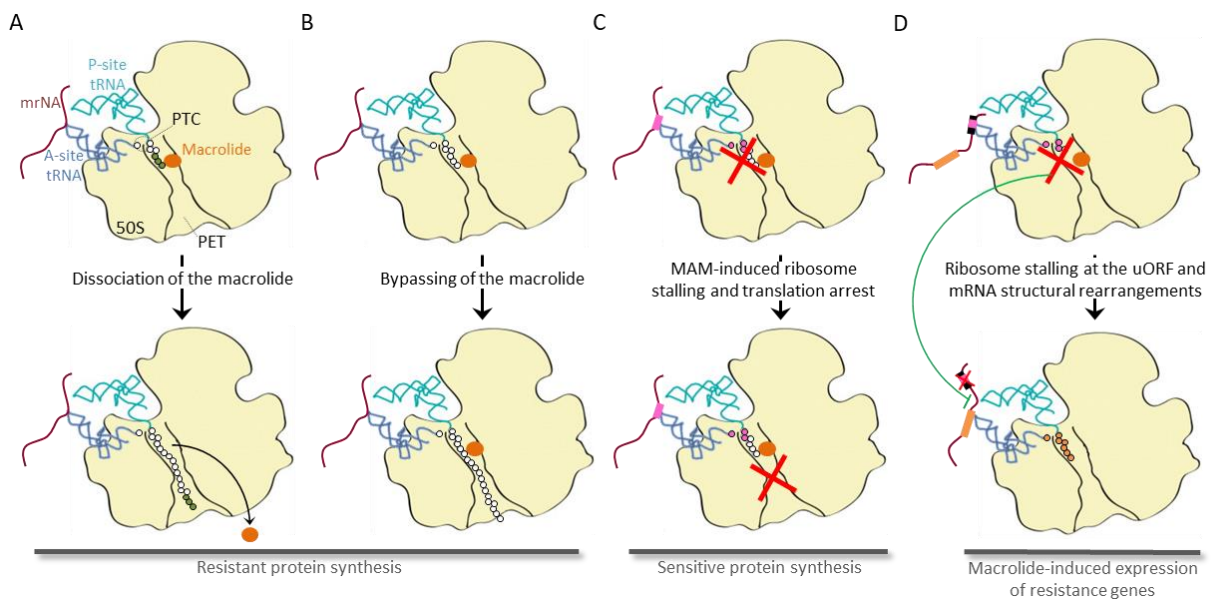 A
B
C
D
P-site
tRNA
mrNA
PTC
Macrolide
A-site
tRNA
50S
PET
Dissociation of the macrolide
Bypassing of the macrolide
MAM-induced ribosome
stalling and translation arrest
Ribosome stalling at the uORF and
mRNA structural rearrangements
Resistant protein synthesis
Sensitive protein synthesis
Macrolide-induced expression
of resistance genes